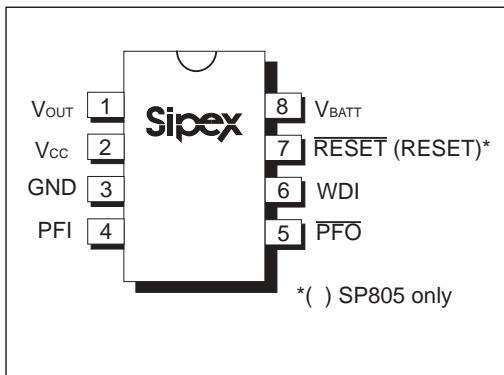 VOUT 1 Sipex 8 VBATT
VCC 2 7 RESET (RESET)*
GND 3 6 WDI
PFI 4 5 PFO
*( ) SP805 only